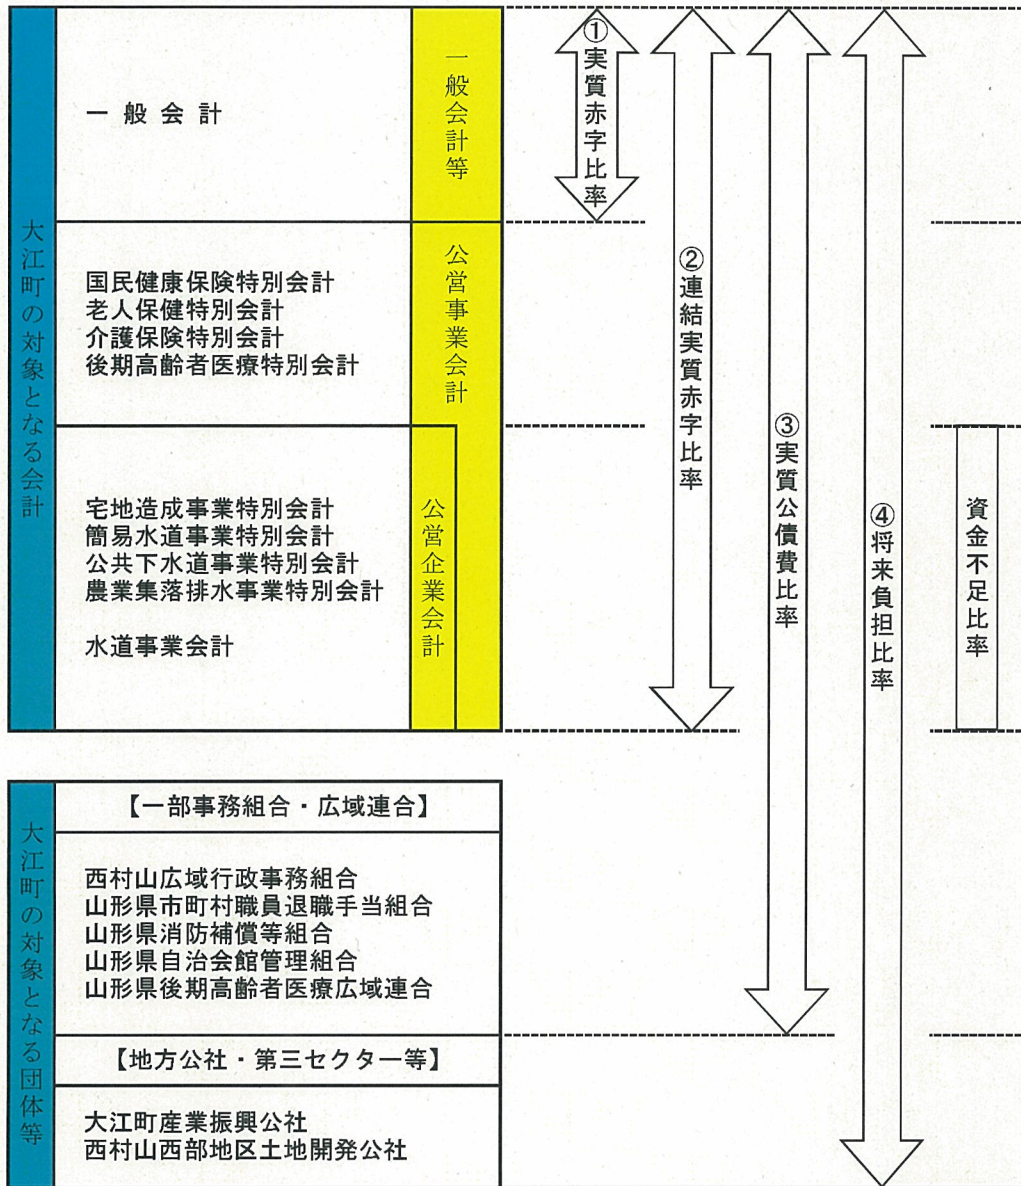 大江町の対象となる会計
一般会計
一般会計等
国民健康保険特別会計
老人保健特別会計
介護保険特別会計
後期高齢者医療特別会計
公営事業会計
宅地造成事業特別会計
簡易水道事業特別会計
公共下水道事業特別会計
農業集落排水事業特別会計
水道事業会計
公営企業会計
①実質赤字比率
②連結実質赤字比率
③実質公債費比率
④将来負担比率
資金不足比率
大江町の対象となる団体等
【一部事務組合・広域連合】
西村山広域行政事務組合
山形県市町村職員退職手当組合
山形県消防補償等組合
山形県自治会館管理組合
山形県後期高齢者医療広域連合
【地方公社・第三セクター等】
大江町産業振興公社
西村山西部地区土地開発公社